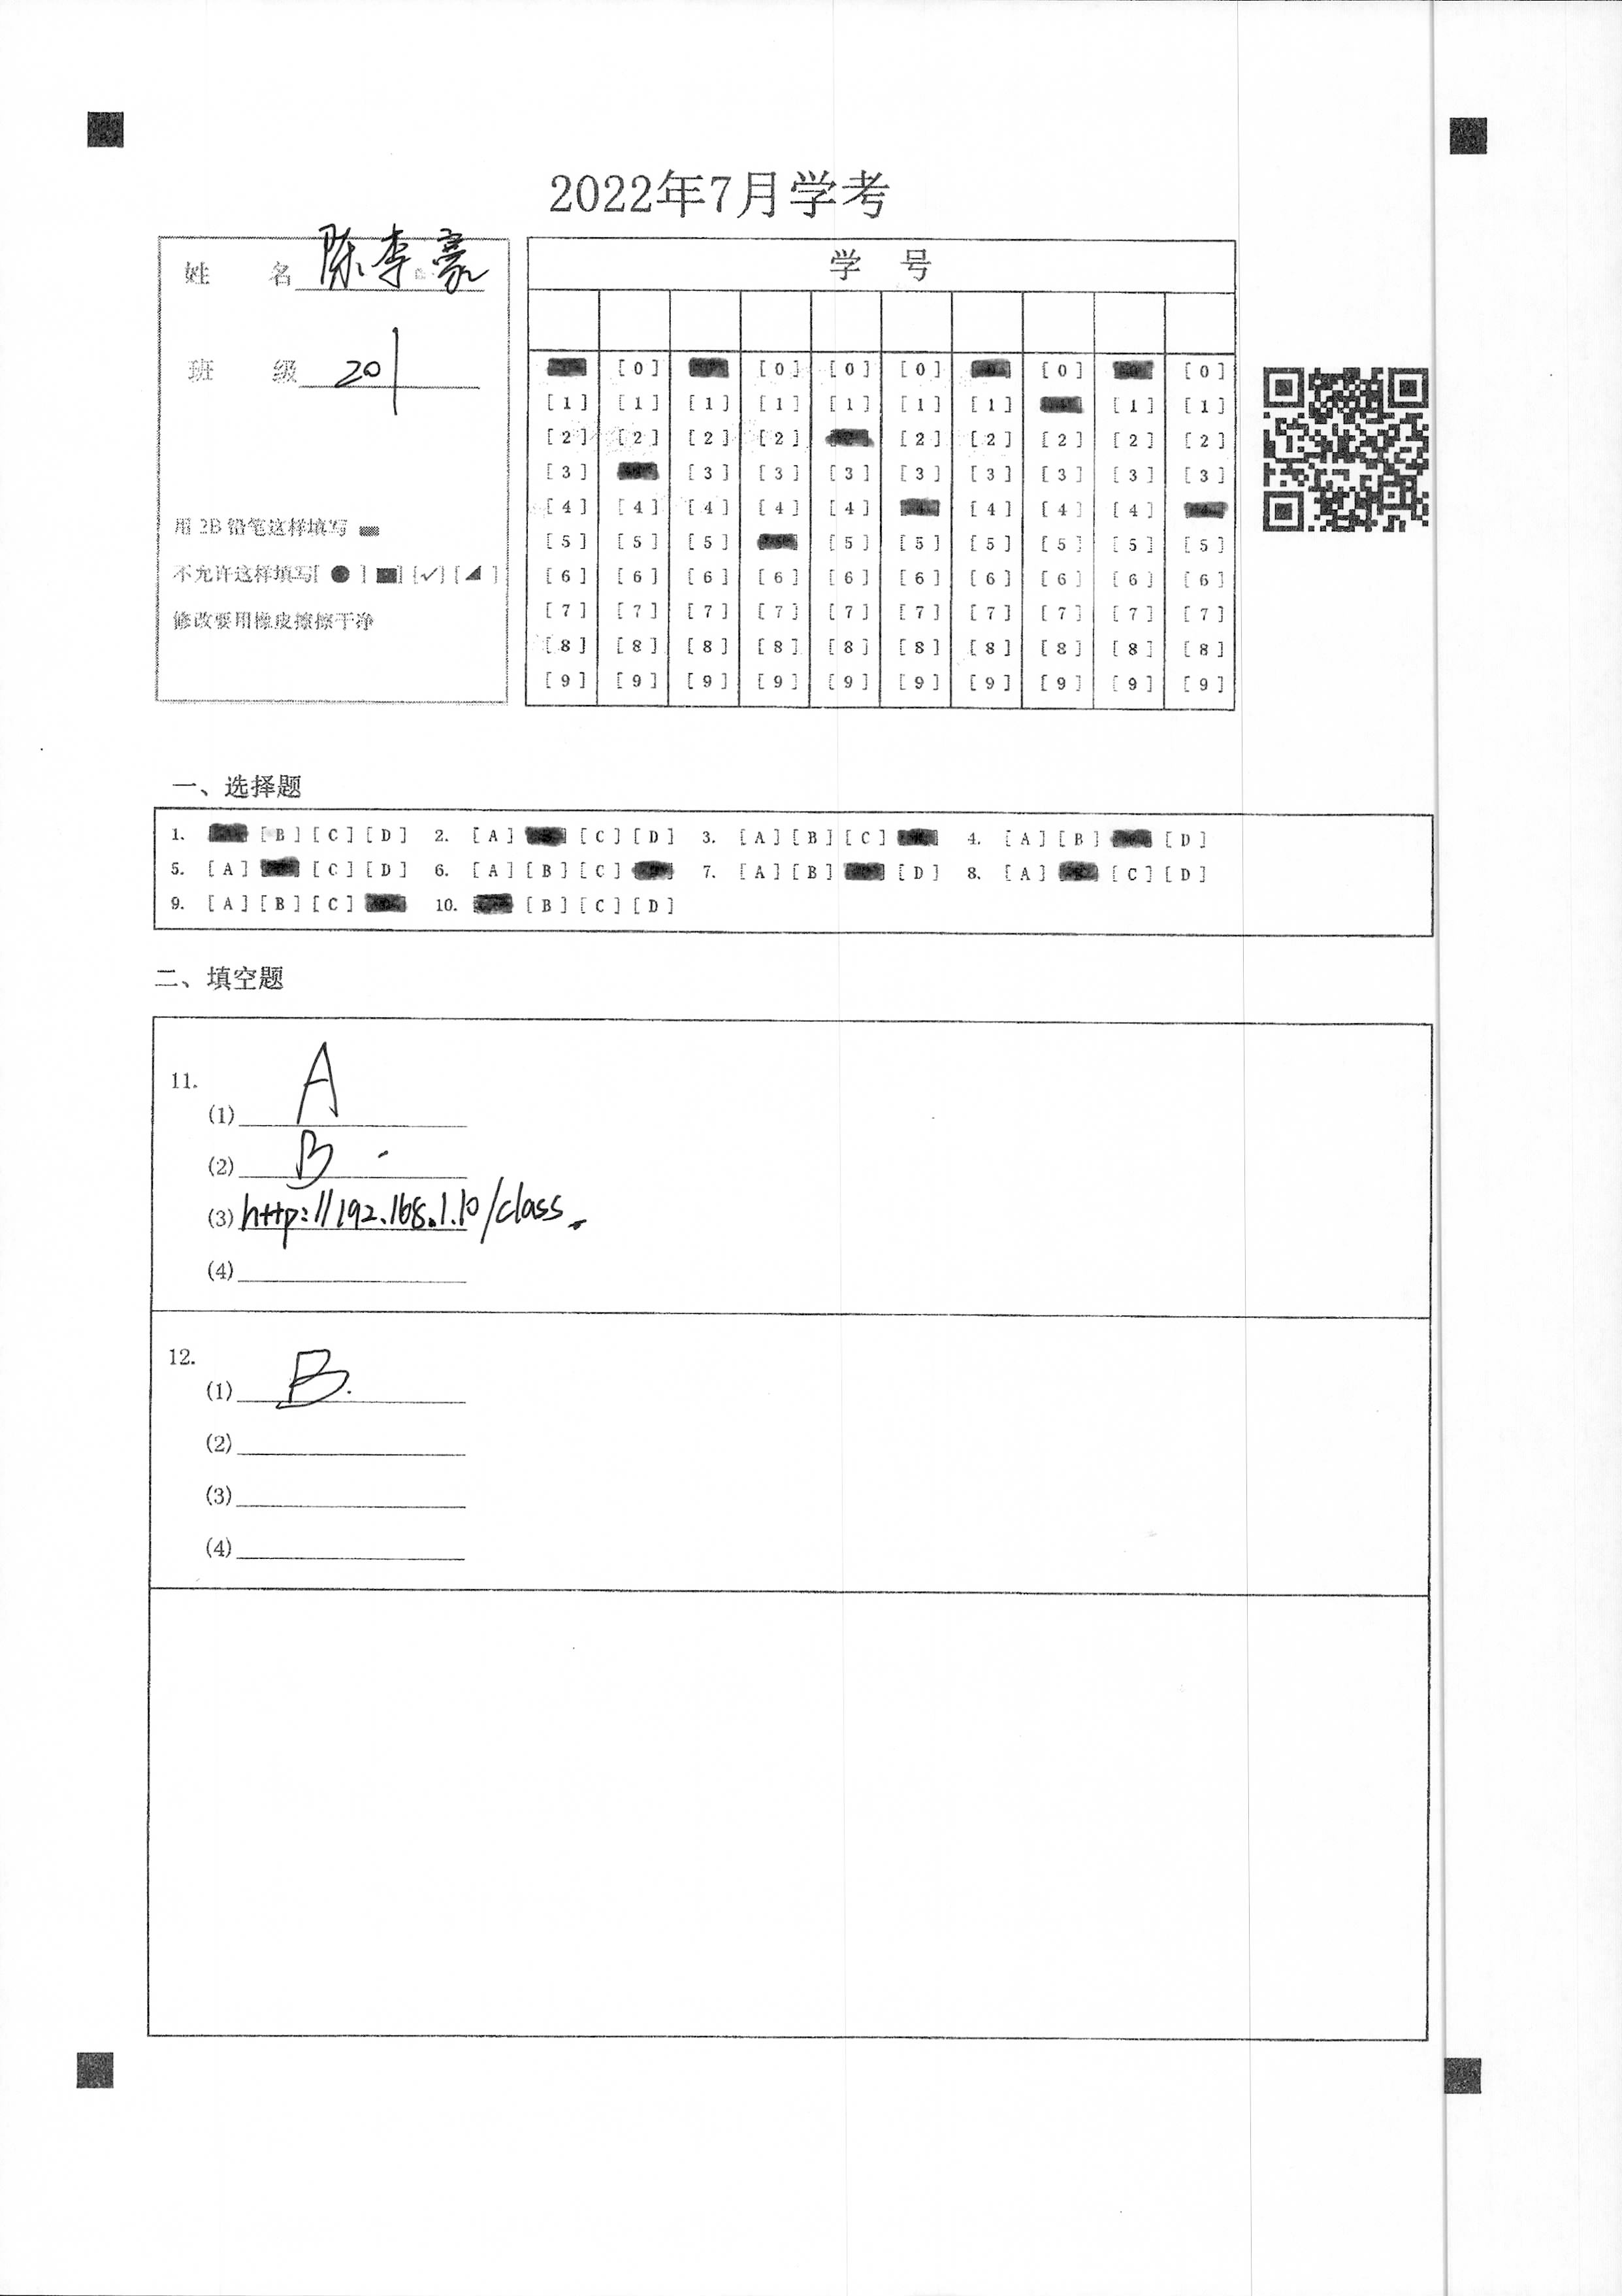 2022年7月学考
姓 名 陈李豪
班 级 201
用 2B 铅笔这样填写
不允许这样填写[ ● ] [■] [✓] [◢ ]
修改要用橡皮擦擦干净
学 号
[0] [0] [0] [0] [0] [0]
[1] [1] [1] [1] [1] [1] [1] [1] [1]
[2] [2] [2] [2] [2] [2] [2] [2] [2]
[3] [3] [3] [3] [3] [3] [3] [3] [3]
[4] [4] [4] [4] [4] [4] [4] [4]
[5] [5] [5] [5] [5] [5] [5] [5] [5]
[6] [6] [6] [6] [6] [6] [6] [6] [6] [6]
[7] [7] [7] [7] [7] [7] [7] [7] [7] [7]
[8] [8] [8] [8] [8] [8] [8] [8] [8] [8]
[9] [9] [9] [9] [9] [9] [9] [9] [9] [9]
一、选择题
1. [B] [C] [D] 2. [A] [C] [D] 3. [A] [B] [C] 4. [A] [B] [D]
5. [A] [C] [D] 6. [A] [B] [C] 7. [A] [B] [D] 8. [A] [C] [D]
9. [A] [B] [C] 10. [B] [C] [D]
二、填空题
11.
(1) A
(2) B
(3) http://192.168.1.10/class
(4)
12.
(1) B.
(2)
(3)
(4)